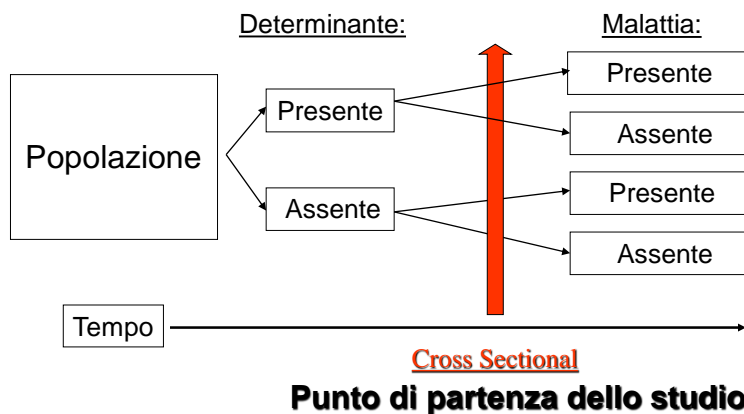 Determinante:
Malattia:
Popolazione
Presente
Assente
Presente
Assente
Presente
Assente
Tempo
Cross Sectional
Punto di partenza dello studio